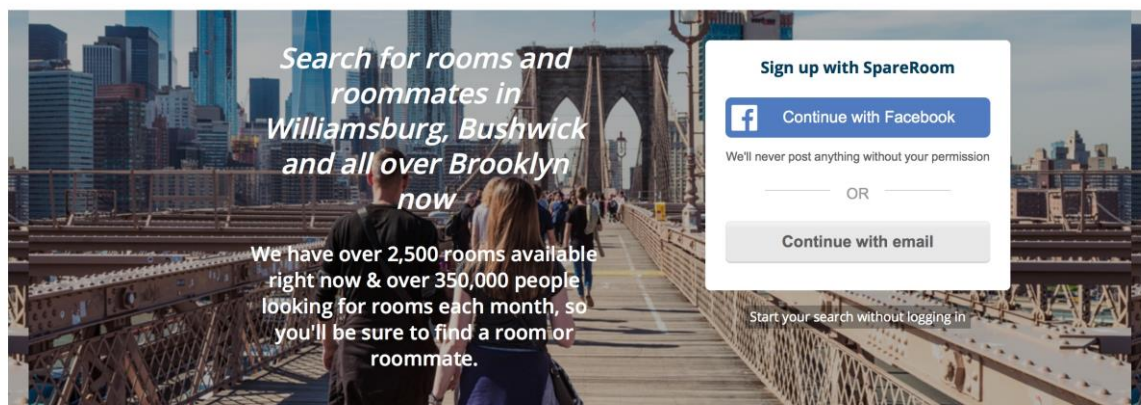 Search for rooms and
roommates in
Williamsburg, Bushwick
and all over Brooklyn
now
We have over 2,500 rooms available
right now & over 350,000 people
looking for rooms each month, so
you'll be sure to find a room or
roommate.
Sign up with SpareRoom
Continue with Facebook
We'll never post anything without your permission
OR
Continue with email
Start your search without logging in